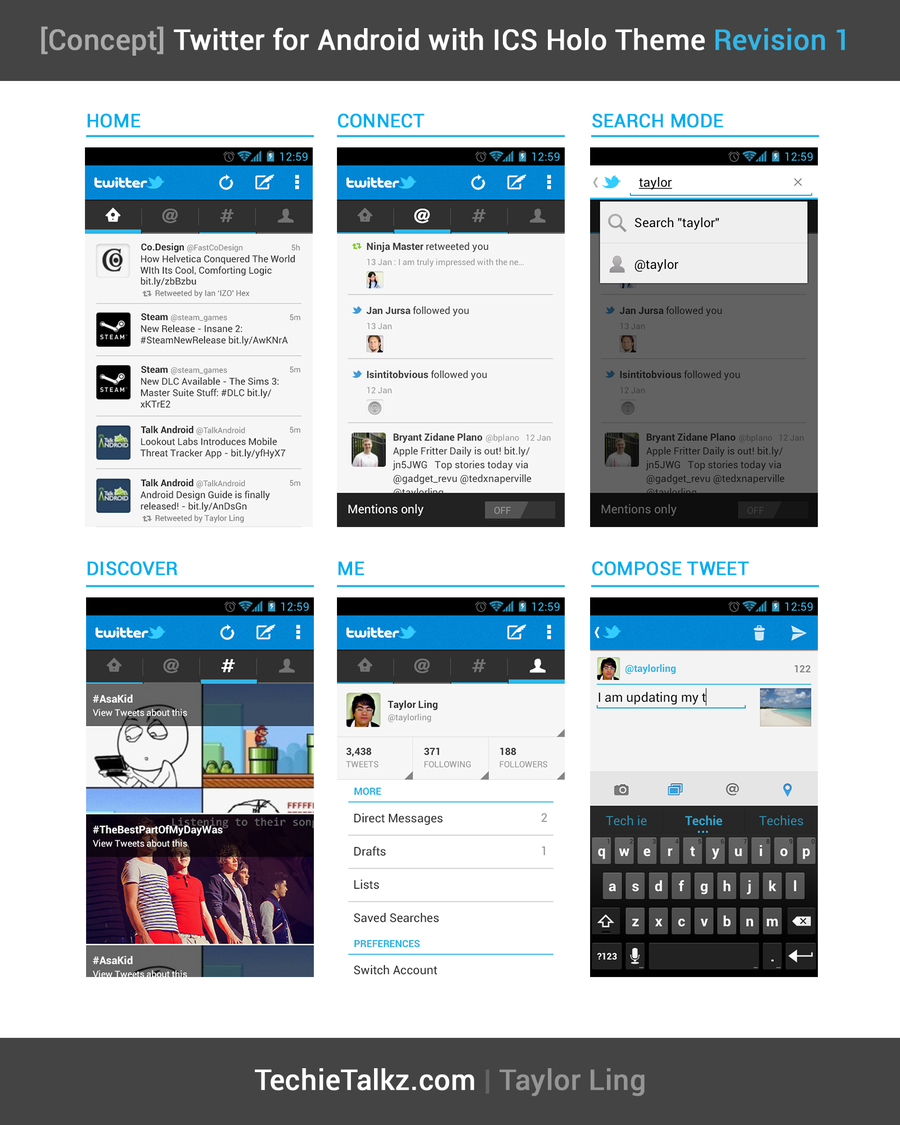 [Concept] Twitter for Android with ICS Holo Theme Revision 1
HOME
12:59
twitter
@ #
Co.Design @FastCoDesign 5h
How Helvetica Conquered The World
With Its Cool, Comforting Logic
bit.ly/zbBzbu
Retweeted by Ian 'IZO' Hex
STEAM
Steam @steam_games 5m
New Release - Insane 2:
#SteamNewRelease bit.ly/AwKNrA
STEAM
Steam @steam_games 5m
New DLC Available - The Sims 3:
Master Suite Stuff: #DLC bit.ly/
xKTrE2
Talk ANDROID
Talk Android @TalkAndroid 5m
Lookout Labs Introduces Mobile
Threat Tracker App - bit.ly/yfHyX7
Talk ANDROID
Talk Android @TalkAndroid 5m
Android Design Guide is finally
released! - bit.ly/AnDsGn
Retweeted by Taylor Ling
CONNECT
12:59
twitter
@ #
Ninja Master retweeted you
13 Jan : I am truly impressed with the ne...
Jan Jursa followed you
13 Jan
Isintitobvious followed you
12 Jan
Bryant Zidane Plano @bplano 12 Jan
Apple Fritter Daily is out! bit.ly/
jn5JWG Top stories today via
@gadget_revu @tedxnaperville
@taylorling
Mentions only OFF
SEARCH MODE
12:59
taylor
Search "taylor"
@taylor
Jan Jursa followed you
13 Jan
Isintitobvious followed you
12 Jan
Bryant Zidane Plano @bplano 12 Jan
Apple Fritter Daily is out! bit.ly/
jn5JWG Top stories today via
@gadget_revu @tedxnaperville
@taylorling
Mentions only OFF
DISCOVER
12:59
twitter
@ #
#AsaKid
View Tweets about this
Listening to their song
#TheBestPartOfMyDayWas
View Tweets about this
#AsaKid
View Tweets about this
ME
12:59
twitter
@ #
Taylor Ling
@taylorling
3,438 371 188
TWEETS FOLLOWING FOLLOWERS
MORE
Direct Messages 2
Drafts 1
Lists
Saved Searches
PREFERENCES
Switch Account
COMPOSE TWEET
12:59
@taylorling 122
I am updating my t
@
Tech ie Techie Techies
q w e r t y u i o p
a s d f g h j k l
z x c v b n m
?123 .
TechieTalkz.com | Taylor Ling